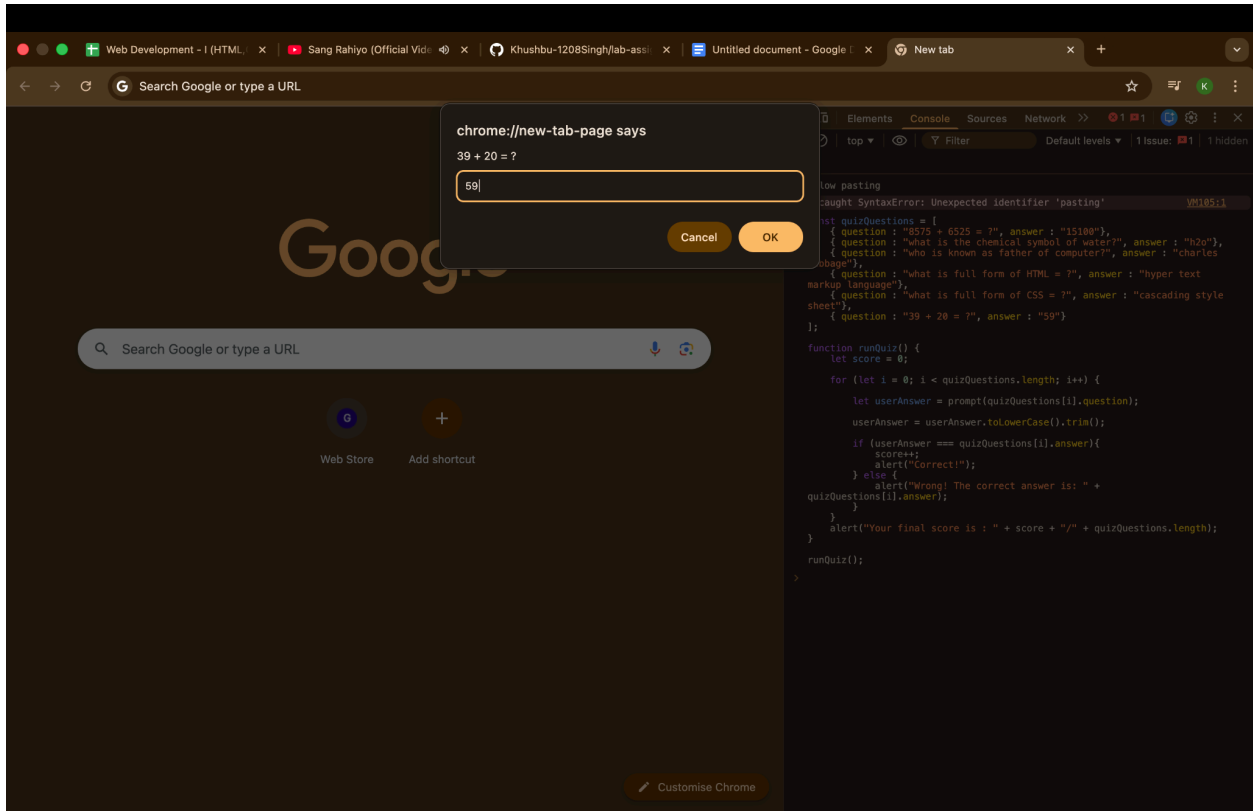 Web Development - I (HTML,
Sang Rahiyo (Official Vide
Khushbu-1208Singh/lab-assi
Untitled document - Google D
New tab
G Search Google or type a URL
K
chrome://new-tab-page says
39 + 20 = ?
59
Cancel
OK
Elements Console Sources Network
1 1
top
Filter
Default levels
1 Issue: 1
1 hidden
low pasting
caught SyntaxError: Unexpected identifier 'pasting' VM105:1
nst quizQuestions = [
{ question : "8575 + 6525 = ?", answer : "15100"},
{ question : "what is the chemical symbol of water?", answer : "h2o"},
{ question : "who is known as father of computer?", answer : "charles
bbage"},
{ question : "what is full form of HTML = ?", answer : "hyper text
markup language"},
{ question : "what is full form of CSS = ?", answer : "cascading style
sheet"},
{ question : "39 + 20 = ?", answer : "59"}
];
function runQuiz() {
let score = 0;
for (let i = 0; i < quizQuestions.length; i++) {
let userAnswer = prompt(quizQuestions[i].question);
userAnswer = userAnswer.toLowerCase().trim();
if (userAnswer === quizQuestions[i].answer){
score++;
alert("Correct!");
} else {
alert("Wrong! The correct answer is: " +
quizQuestions[i].answer);
}
}
alert("Your final score is : " + score + "/" + quizQuestions.length);
}
runQuiz();
Google
Search Google or type a URL
G
Web Store
Add shortcut
Customise Chrome